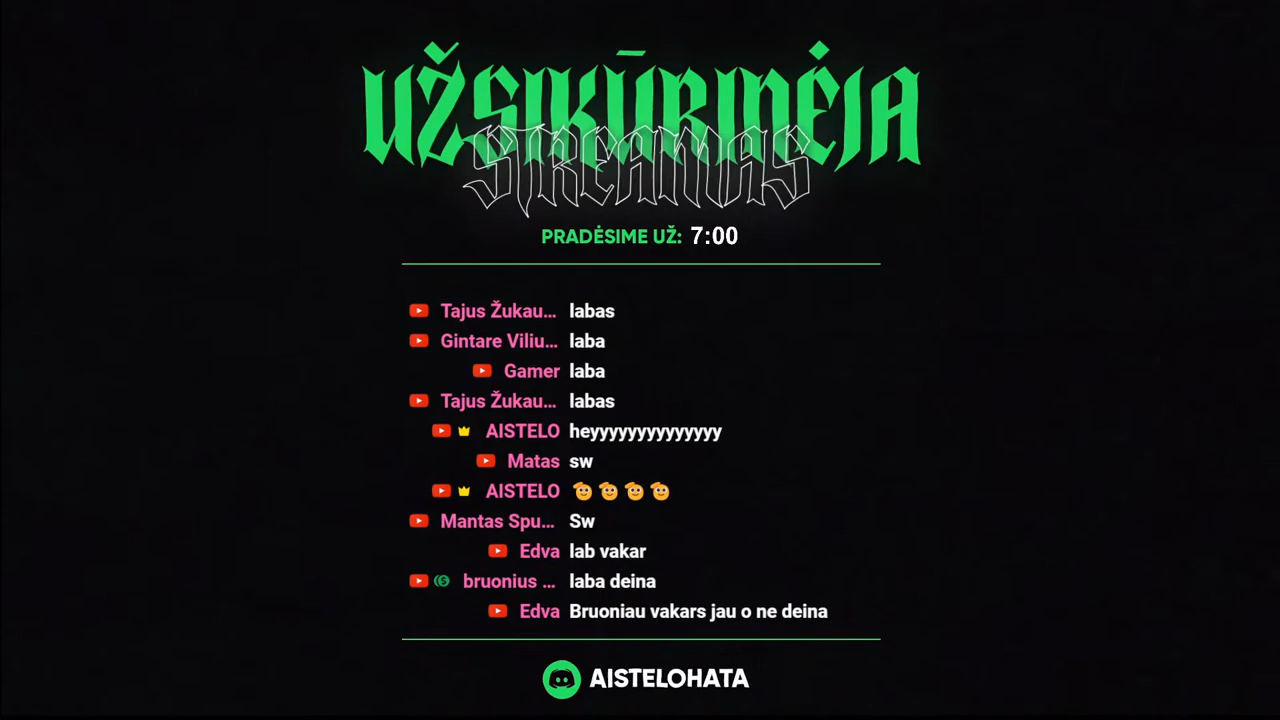 UŽSIKŪRINĖJA
STREAMAS
PRADĖSIME UŽ: 7:00
Tajus Žukau... labas
Gintare Viliu... laba
Gamer laba
Tajus Žukau... labas
AISTELO heyyyyyyyyyyyyyy
Matas sw
AISTELO
Mantas Spu... Sw
Edva lab vakar
bruonius ... laba deina
Edva Bruoniau vakars jau o ne deina
AISTELOHATA